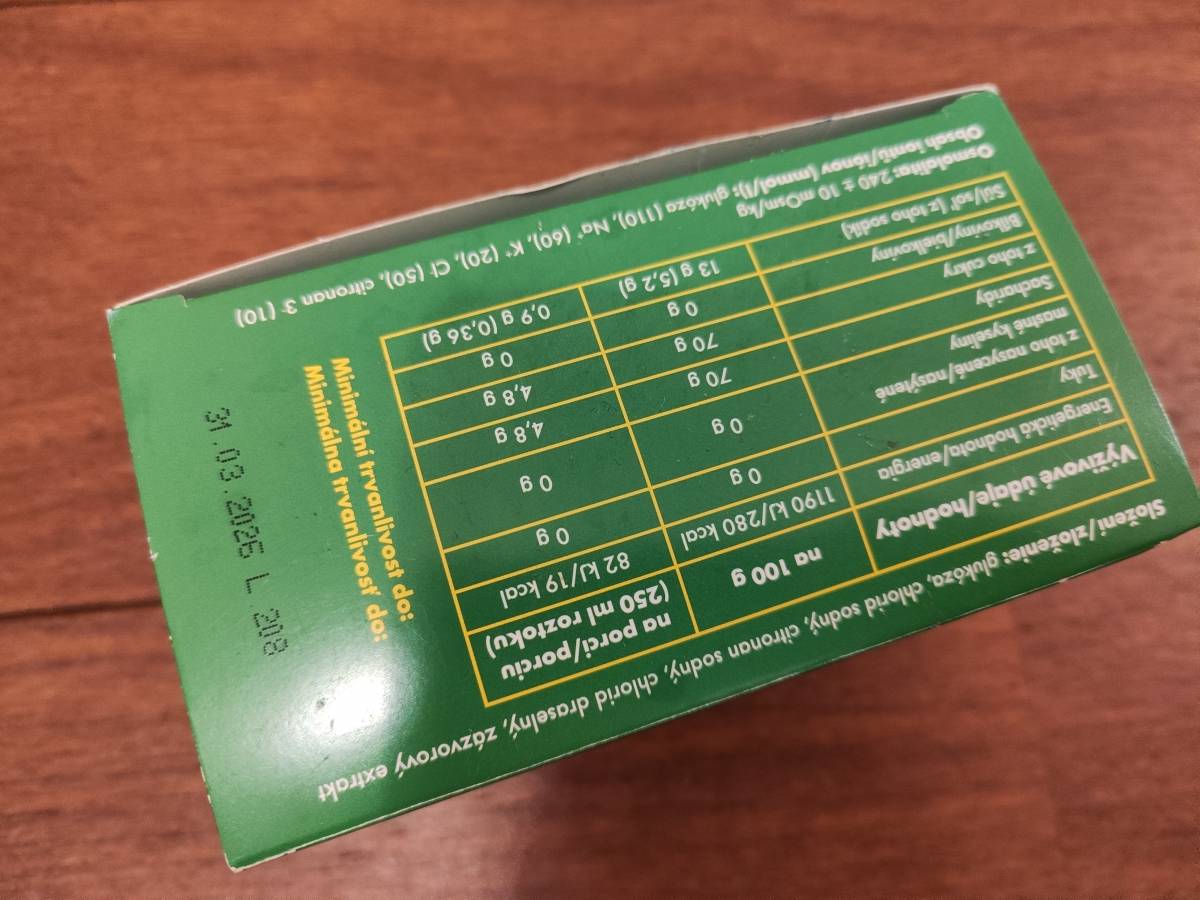 Složení/zloženie: glukóza, chlorid sodný, citronan sodný, chlorid draselný, zázvorový extrakt
Výživové údaje/hodnoty na 100 g na porci/porciu
(250 ml roztoku)
Energetická hodnota/energia 1190 kJ/280 kcal 82 kJ/19 kcal
Tuky 0 g 0 g
z toho nasycené/nasýtené
mastné kyseliny 0 g 0 g
Sacharidy 70 g 4,8 g
z toho cukry 70 g 4,8 g
Bílkoviny/bielkoviny 0 g 0 g
Sůl/soľ (z toho sodík) 13 g (5,2 g) 0,9 g (0,36 g)
Osmolalita: 240 ± 10 mOsm/kg
Obsah iontů/iónov (mmol/l): glukóza (110), Na⁺ (60), K⁺ (20), Cl⁻ (50), citronan 3 (10)
Minimální trvanlivost do:
Minimálna trvanlivosť do:
31.03.2026 L.208